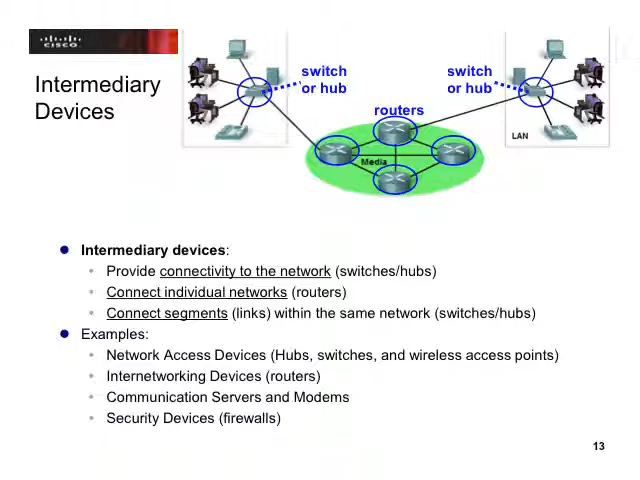 CISCO
Intermediary
Devices
switch
or hub
switch
or hub
routers
LAN
Media
Intermediary devices:
Provide connectivity to the network (switches/hubs)
Connect individual networks (routers)
Connect segments (links) within the same network (switches/hubs)
Examples:
Network Access Devices (Hubs, switches, and wireless access points)
Internetworking Devices (routers)
Communication Servers and Modems
Security Devices (firewalls)
13